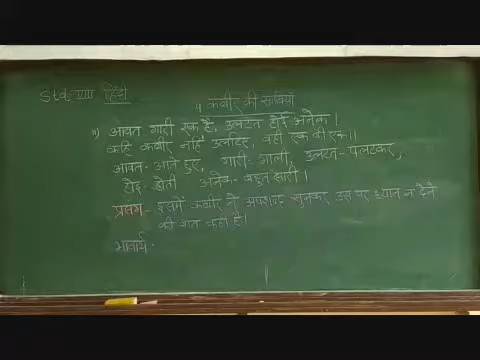 Std-VIII हिंदी
4 कबीर की साखियाँ
॥) आवत गारी एक है, उलटत होइ अनेक।
कहि कबीर नहिं उलटिए, वही एक की एक।।
आवत- आते हुए, गारी- गाली, उलटत- पलटकर,
होइ- होती अनेक- बहुत सारी।
प्रसंग- इसमें कबीर ने अपशब्द सुनकर उस पर ध्यान न देने
की बात कही है।
भावार्थ-